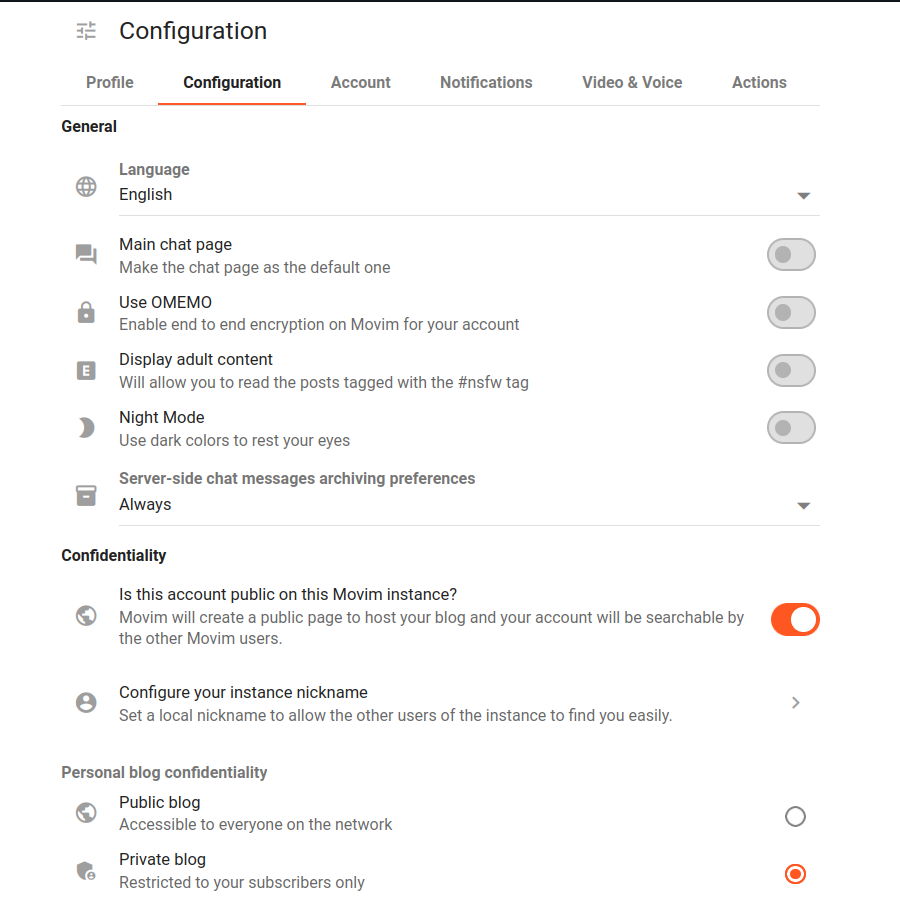 Configuration
Profile Configuration Account Notifications Video & Voice Actions
General
Language
English
Main chat page
Make the chat page as the default one
Use OMEMO
Enable end to end encryption on Movim for your account
E
Display adult content
Will allow you to read the posts tagged with the #nsfw tag
Night Mode
Use dark colors to rest your eyes
Server-side chat messages archiving preferences
Always
Confidentiality
Is this account public on this Movim instance?
Movim will create a public page to host your blog and your account will be searchable by
the other Movim users.
Configure your instance nickname
Set a local nickname to allow the other users of the instance to find you easily.
Personal blog confidentiality
Public blog
Accessible to everyone on the network
Private blog
Restricted to your subscribers only